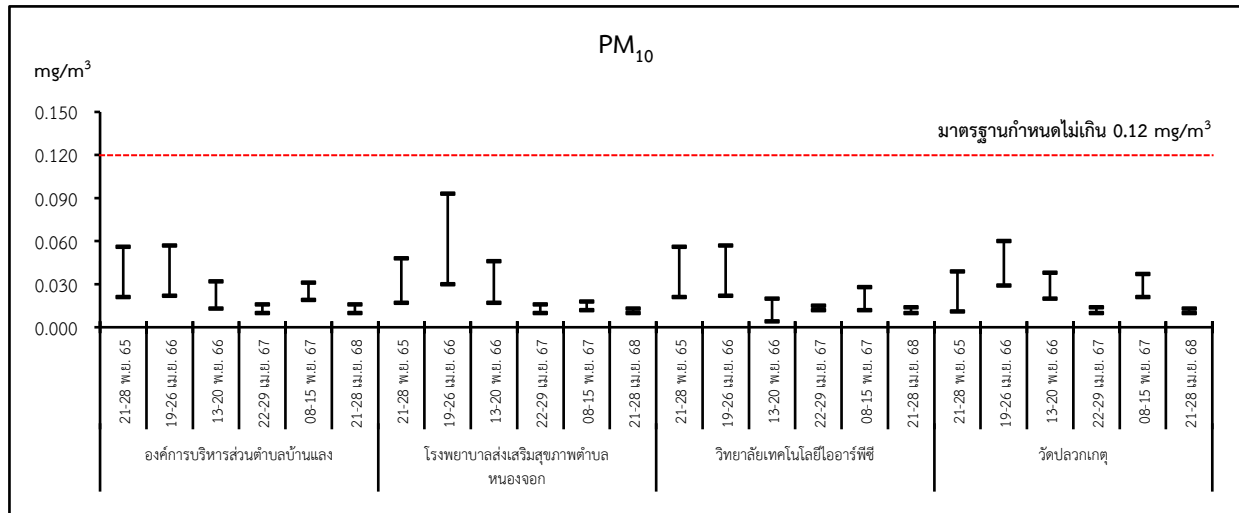 PM₁₀
mg/m³
0.150
มาตรฐานกำหนดไม่เกิน 0.12 mg/m³
0.120
0.090
0.060
0.030
0.000
21-28 พ.ย. 65
19-26 เม.ย. 66
13-20 พ.ย. 66
22-29 เม.ย. 67
08-15 พ.ย. 67
21-28 เม.ย. 68
21-28 พ.ย. 65
19-26 เม.ย. 66
13-20 พ.ย. 66
22-29 เม.ย. 67
08-15 พ.ย. 67
21-28 เม.ย. 68
21-28 พ.ย. 65
19-26 เม.ย. 66
13-20 พ.ย. 66
22-29 เม.ย. 67
08-15 พ.ย. 67
21-28 เม.ย. 68
21-28 พ.ย. 65
19-26 เม.ย. 66
13-20 พ.ย. 66
22-29 เม.ย. 67
08-15 พ.ย. 67
21-28 เม.ย. 68
องค์การบริหารส่วนตำบลบ้านแลง
โรงพยาบาลส่งเสริมสุขภาพตำบล
หนองจอก
วิทยาลัยเทคโนโลยีไออาร์พีซี
วัดปลวกเกตุ